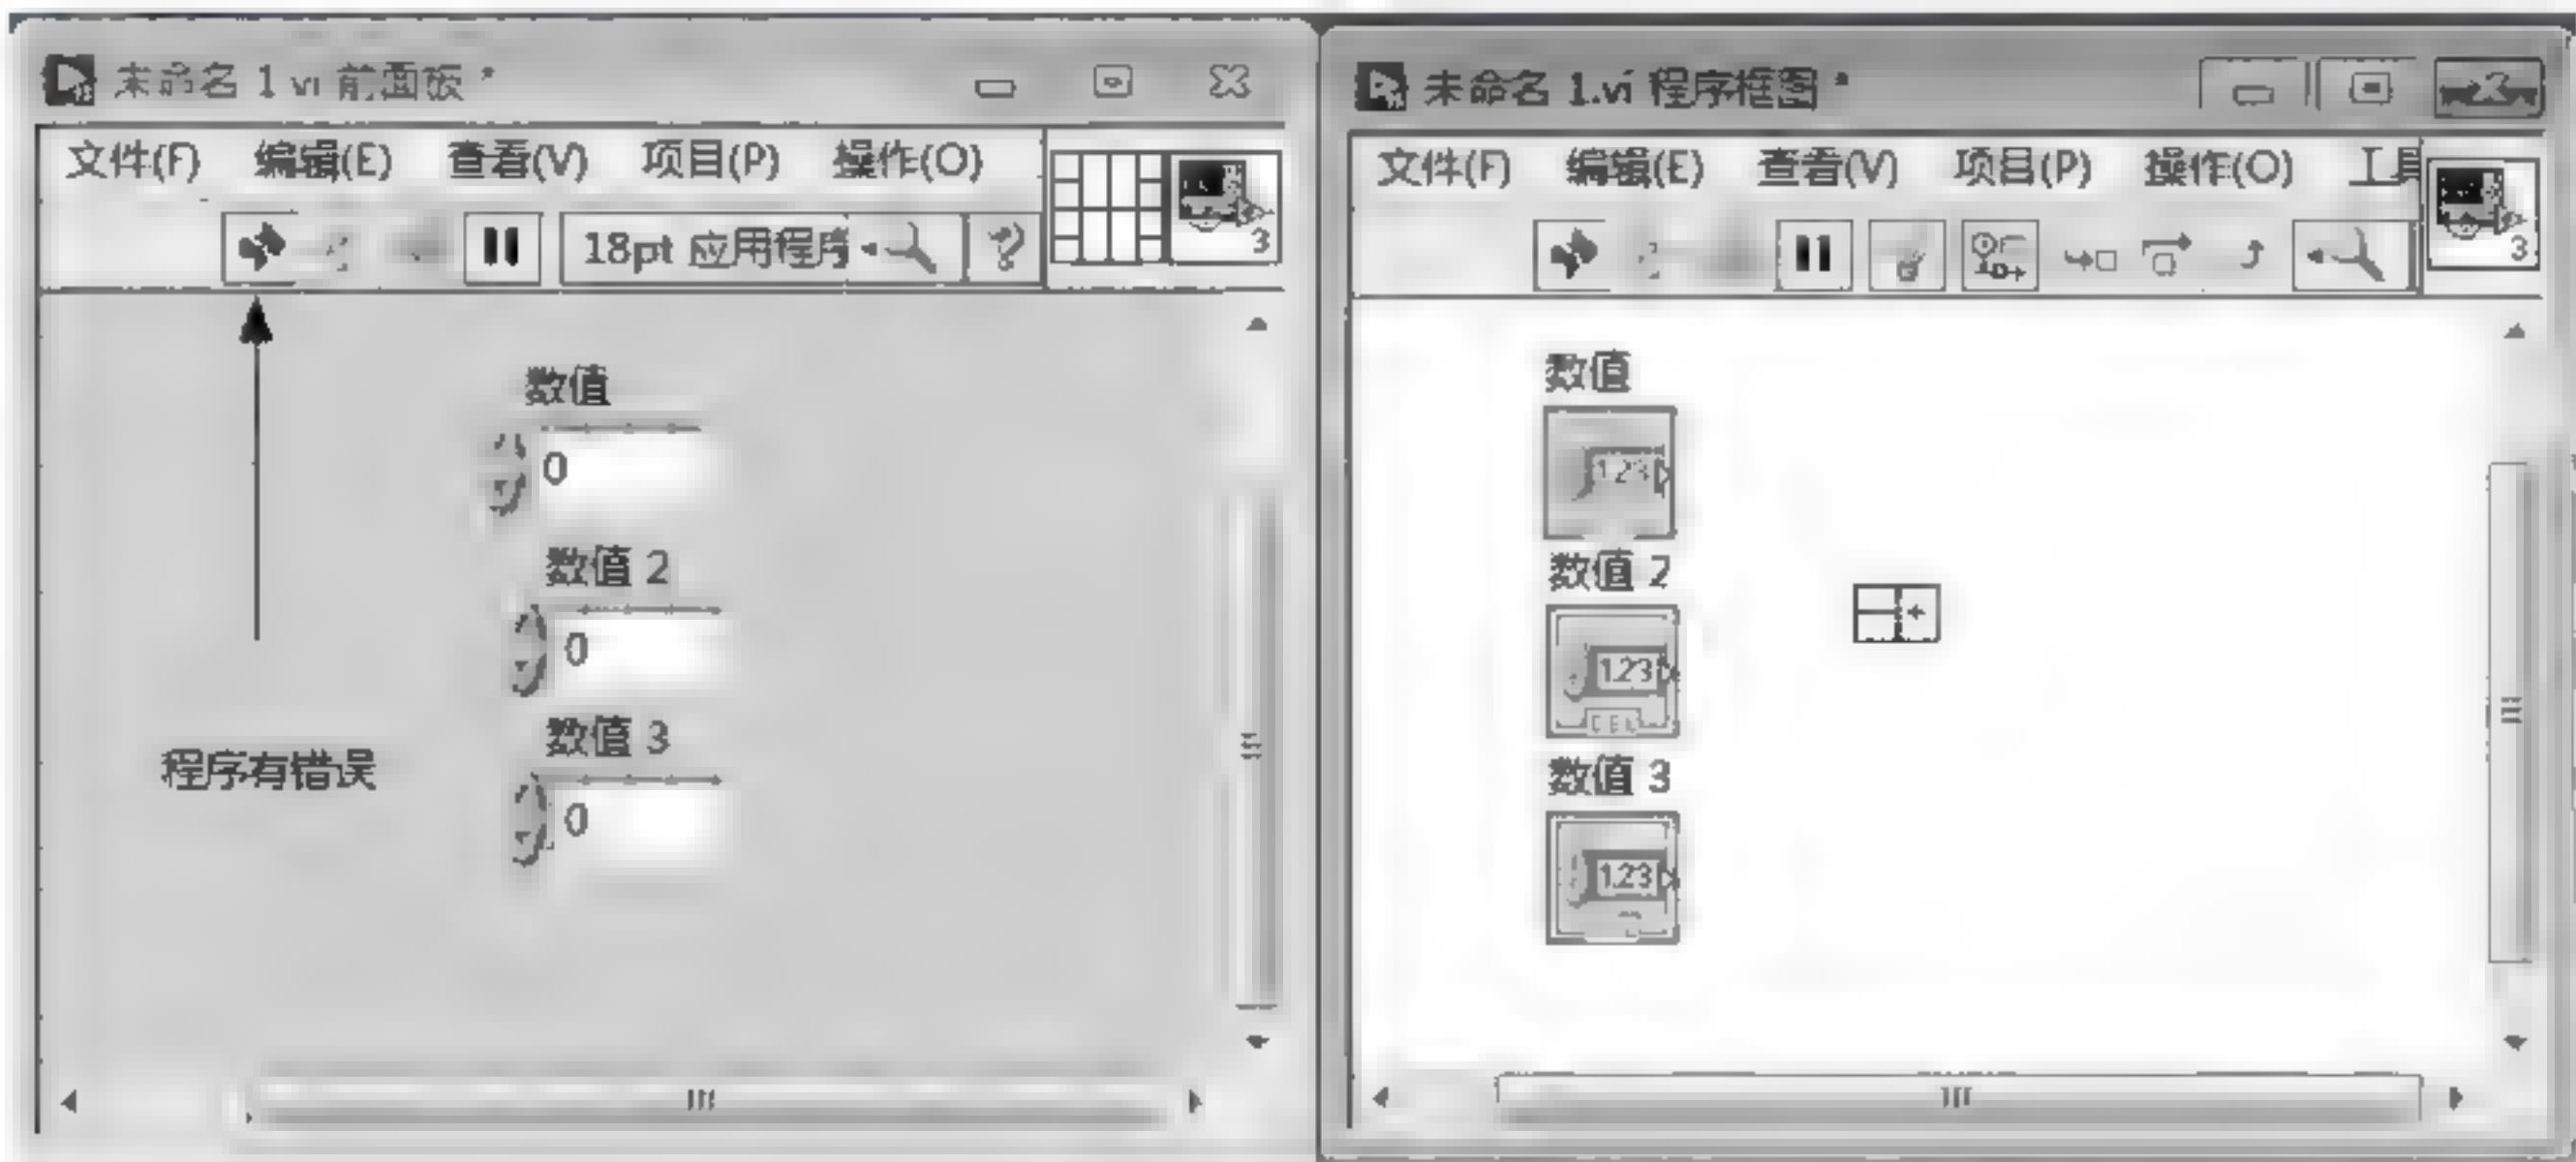 未命名 1 vi 前面板 *
文件(F) 编辑(E) 查看(V) 项目(P) 操作(O)
18pt 应用程序
3
数值
0
数值 2
0
数值 3
0
程序有错误
未命名 1.vi 程序框图 *
文件(F) 编辑(E) 查看(V) 项目(P) 操作(O) 工具
3
数值
1.23
数值 2
1.23
数值 3
1.23